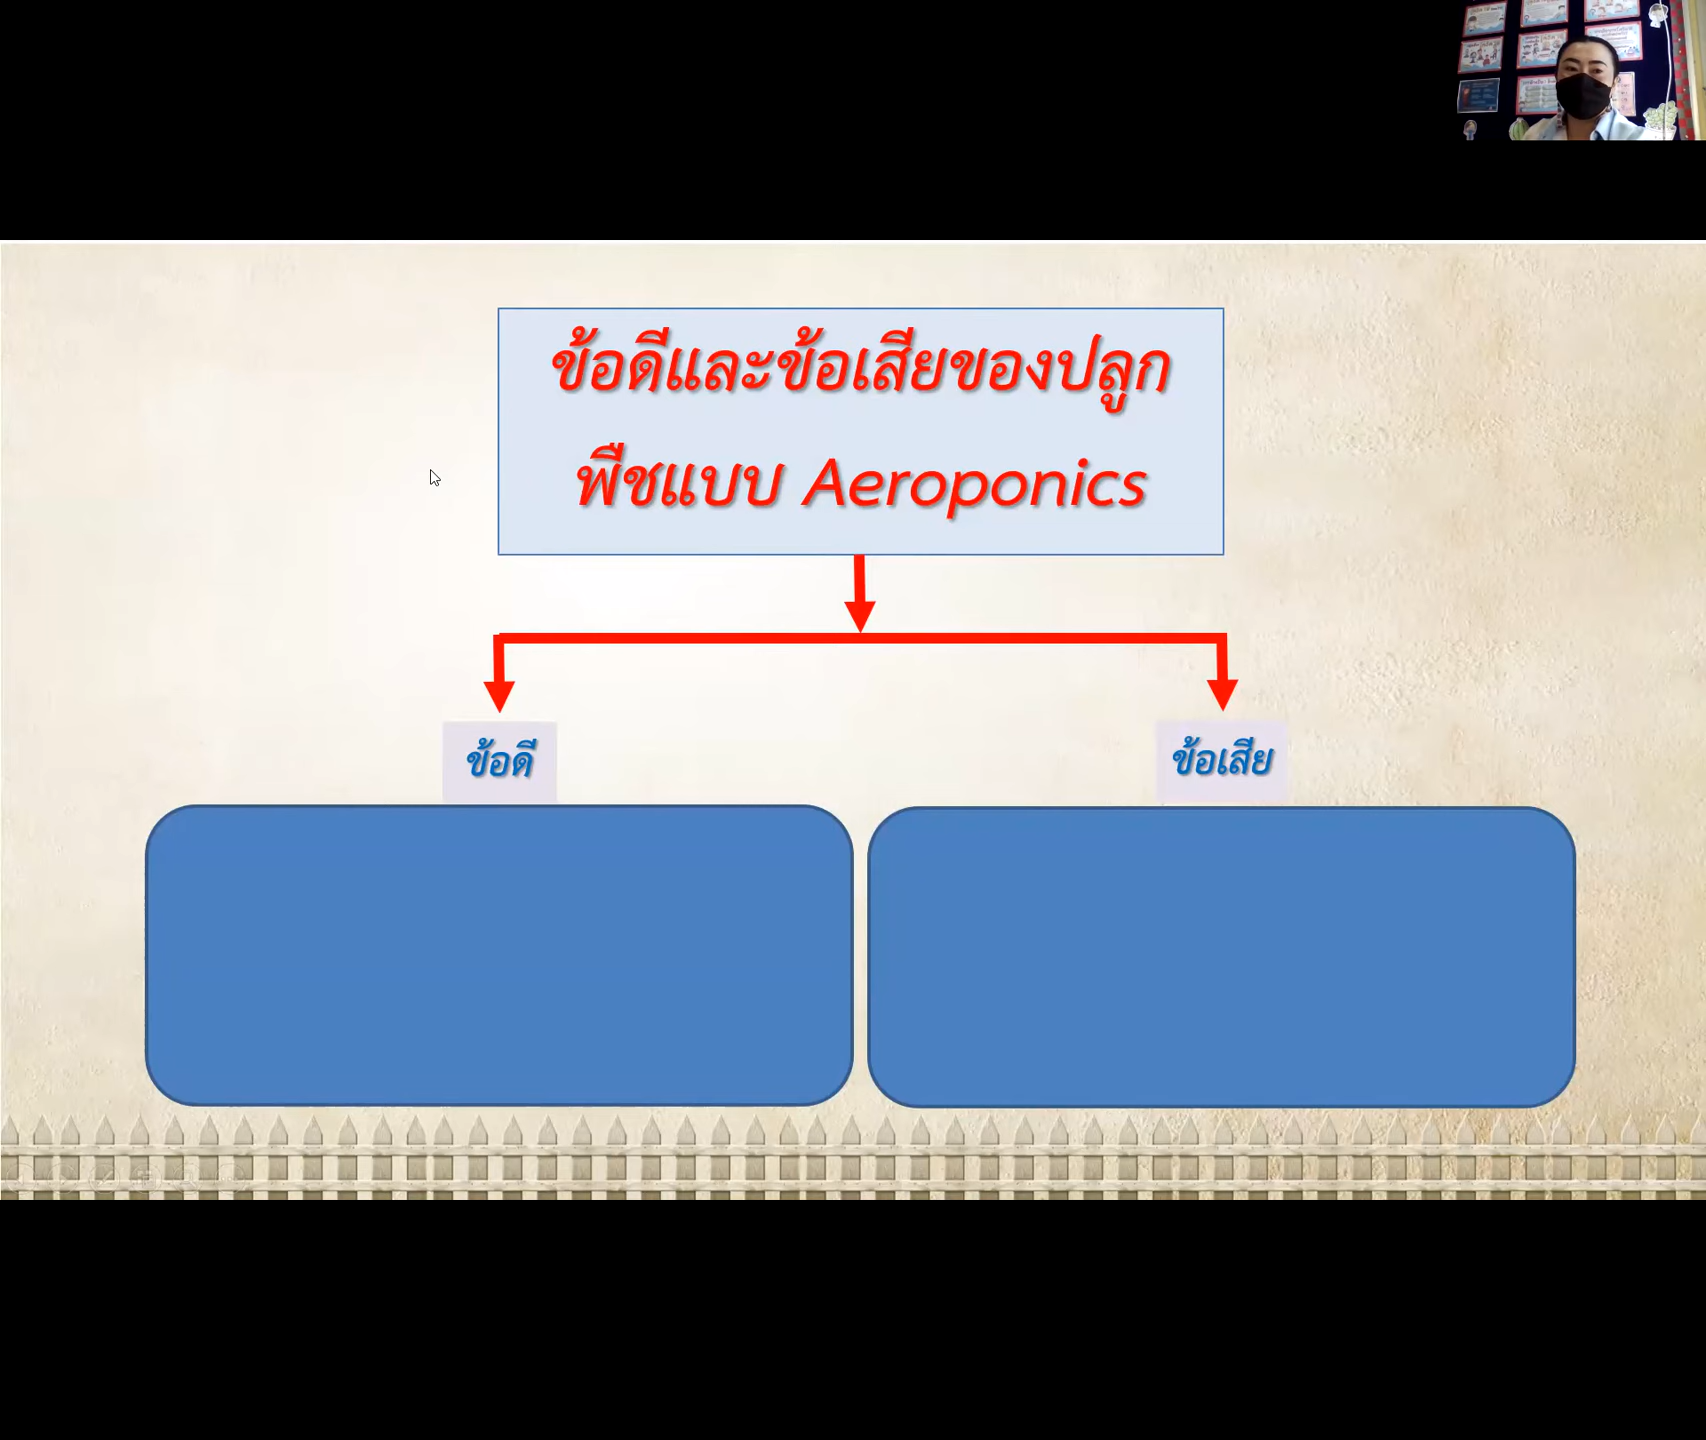 ข้อดีและข้อเสียของปลูก
พืชแบบ Aeroponics
ข้อดี
ข้อเสีย